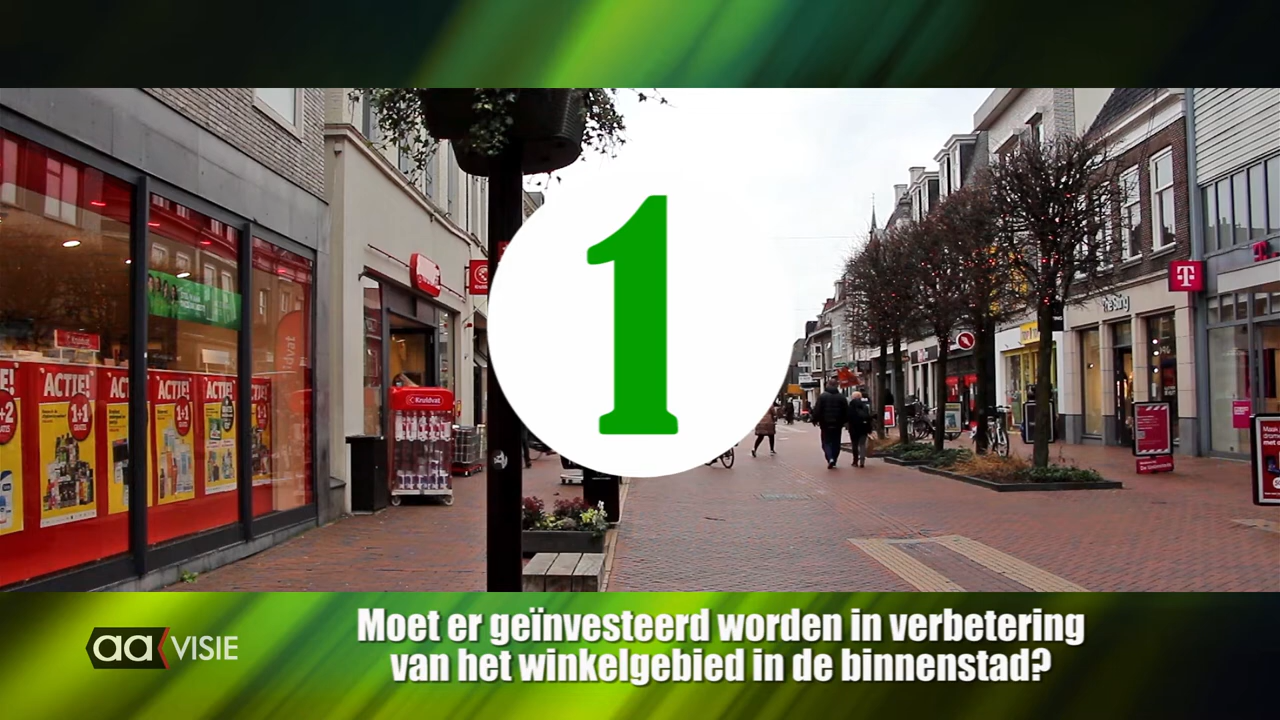 1
Kruidvat
ACTIE!
1+1
ACTIE!
1+1
ACTIE!
Kruidvat
T
aa VISIE
Moet er geïnvesteerd worden in verbetering
van het winkelgebied in de binnenstad?